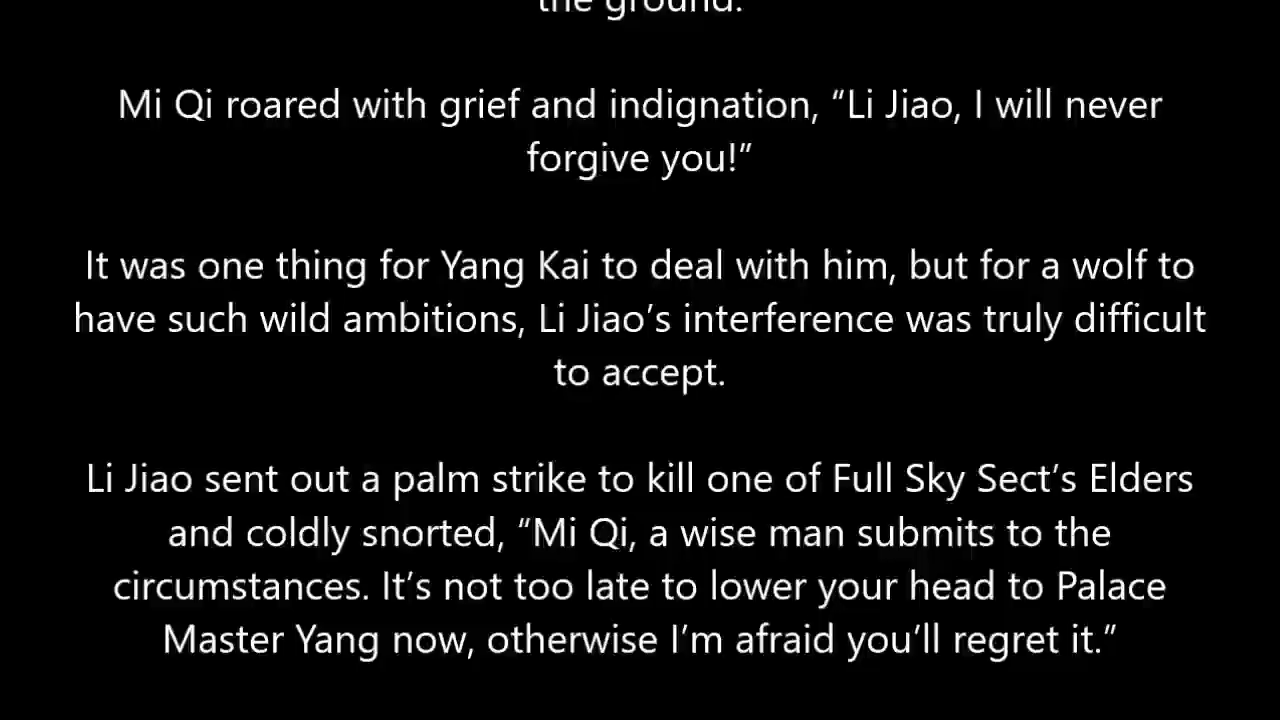 the ground.
Mi Qi roared with grief and indignation, “Li Jiao, I will never
forgive you!”
It was one thing for Yang Kai to deal with him, but for a wolf to
have such wild ambitions, Li Jiao’s interference was truly difficult
to accept.
Li Jiao sent out a palm strike to kill one of Full Sky Sect’s Elders
and coldly snorted, “Mi Qi, a wise man submits to the
circumstances. It’s not too late to lower your head to Palace
Master Yang now, otherwise I’m afraid you’ll regret it.”